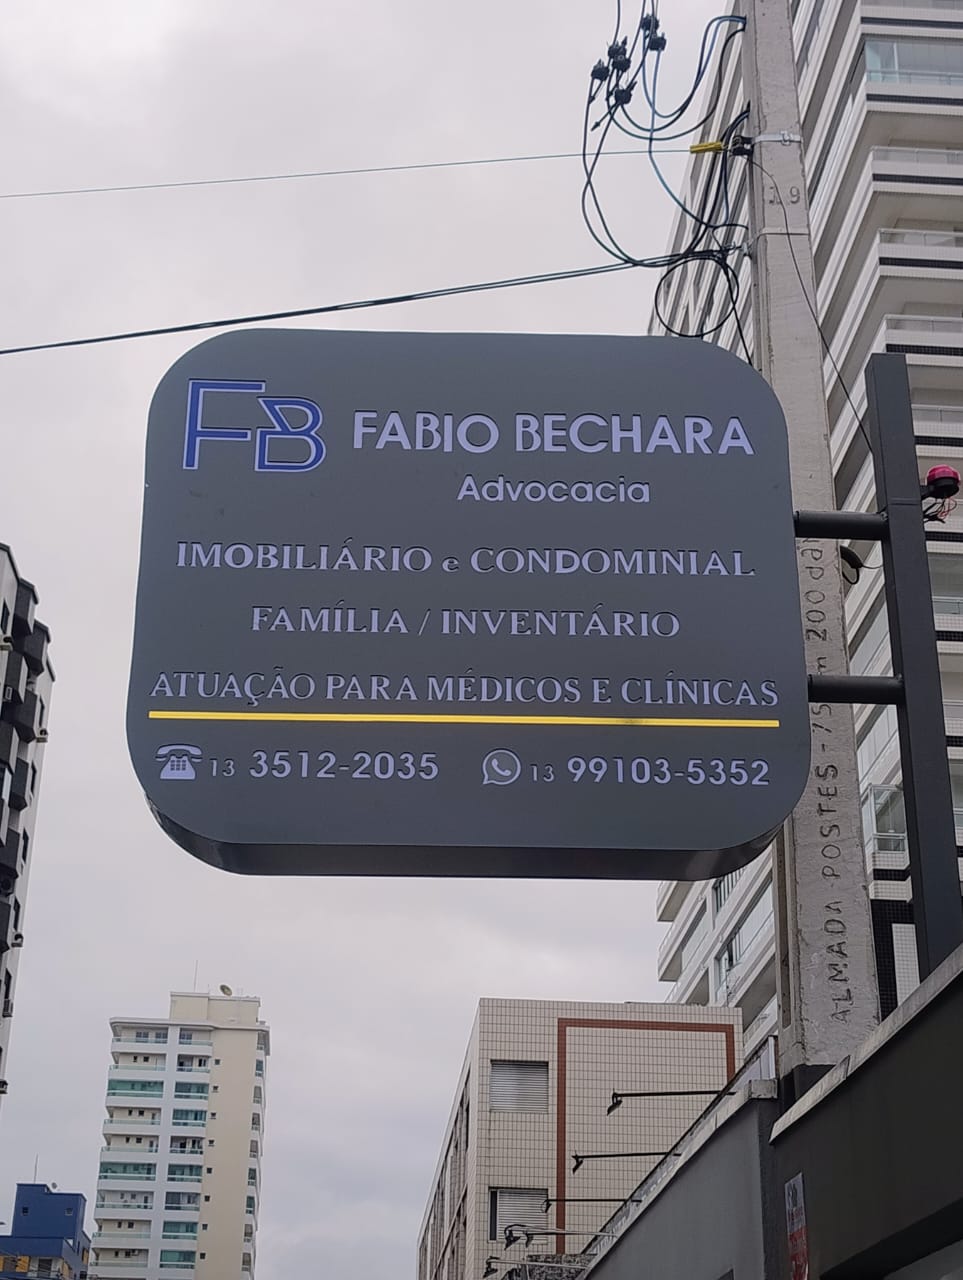 FB FABIO BECHARA
Advocacia
IMOBILIÁRIO e CONDOMINIAL
FAMÍLIA / INVENTÁRIO
ATUAÇÃO PARA MÉDICOS E CLÍNICAS
13 3512-2035 13 99103-5352
19
ALMADA POSTES - 75